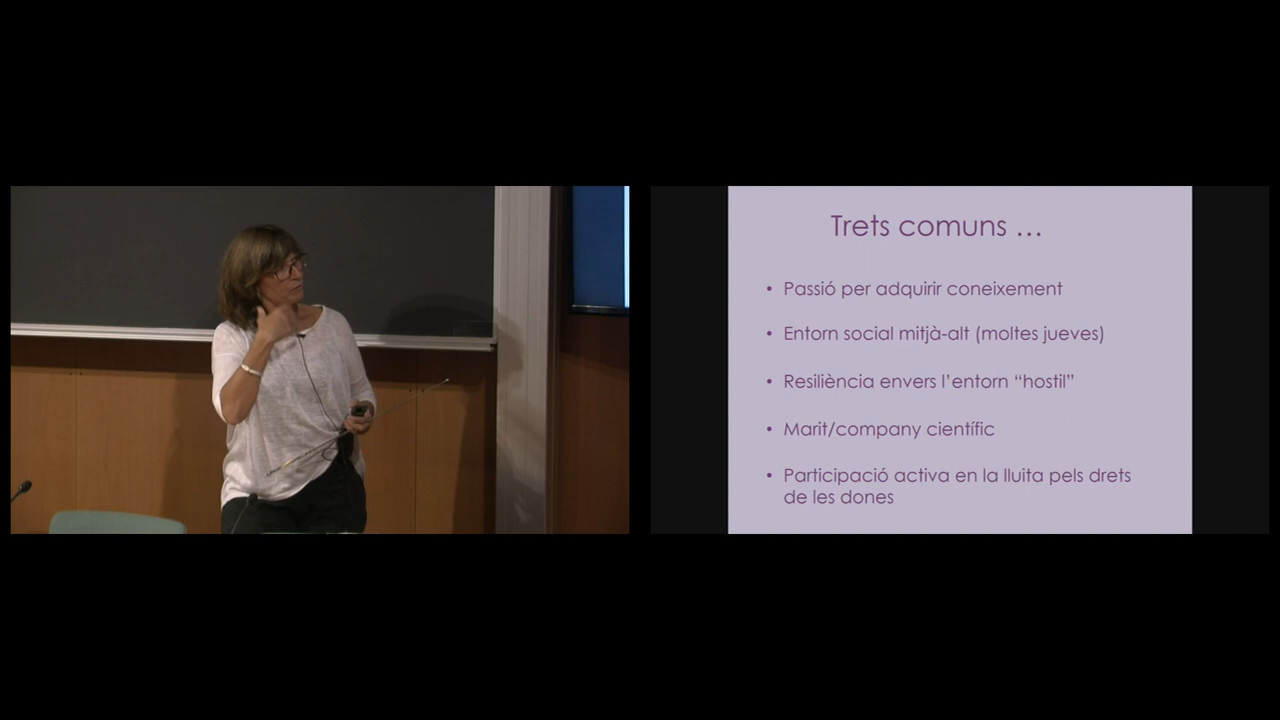 Trets comuns …
• Passió per adquirir coneixement
• Entorn social mitjà-alt (moltes jueves)
• Resiliència envers l’entorn “hostil”
• Marit/company científic
• Participació activa en la lluita pels drets
de les dones